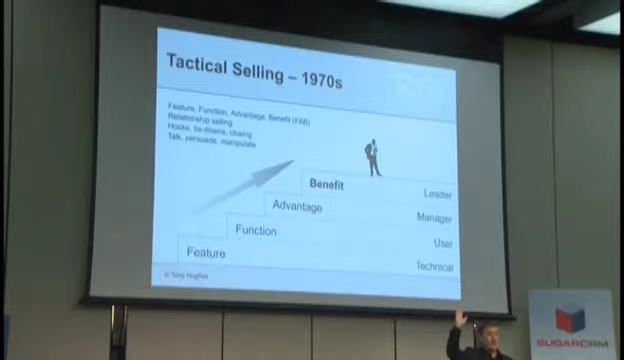 Tactical Selling – 1970s
Feature, Function, Advantage, Benefit (FAB)
Relationship selling
Hooks, tie-downs, closing
Talk, persuade, manipulate
Benefit
Leader
Advantage
Manager
Function
User
Feature
Technical
© Tony Hughes
SUGARCRM